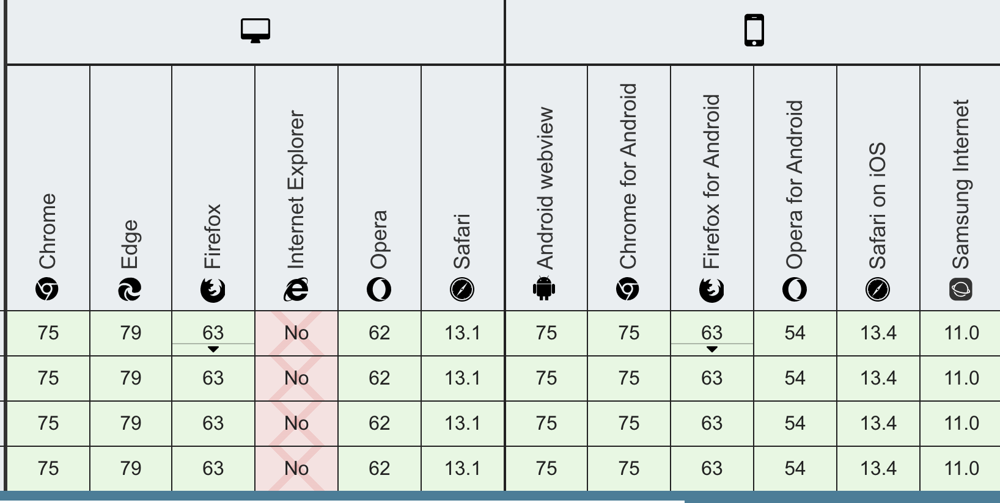 Chrome Edge Firefox Internet Explorer Opera Safari Android webview Chrome for Android Firefox for Android Opera for Android Safari on iOS Samsung Internet
75 79 63 No 62 13.1 75 75 63 54 13.4 11.0
75 79 63 No 62 13.1 75 75 63 54 13.4 11.0
75 79 63 No 62 13.1 75 75 63 54 13.4 11.0
75 79 63 No 62 13.1 75 75 63 54 13.4 11.0